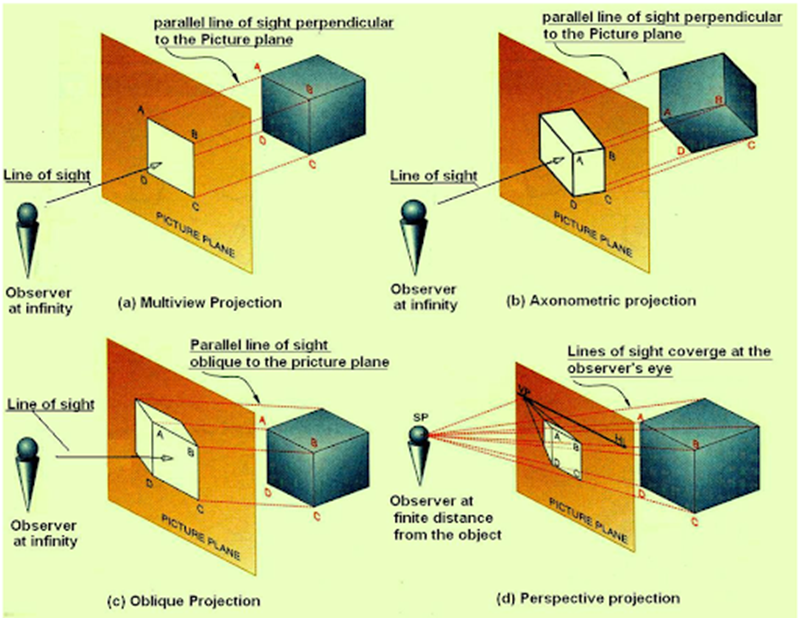 parallel line of sight perpendicular
to the Picture plane
A
B
D
C
A
B
D
C
Line of sight
PICTURE PLANE
Observer
at infinity
(a) Multiview Projection
parallel line of sight perpendicular
to the Picture plane
A
B
D
C
A
B
D
C
Line of sight
PICTURE PLANE
Observer
at infinity
(b) Axonometric projection
Parallel line of sight
oblique to the pricture plane
A
B
D
C
A
B
D
C
Line of sight
PICTURE PLANE
Observer
at infinity
(c) Oblique Projection
Lines of sight coverge at the
observer's eye
VP
SP
A
B
D
C
A
B
D
C
PICTURE PLANE
Observer at
finite distance
from the object
(d) Perspective projection